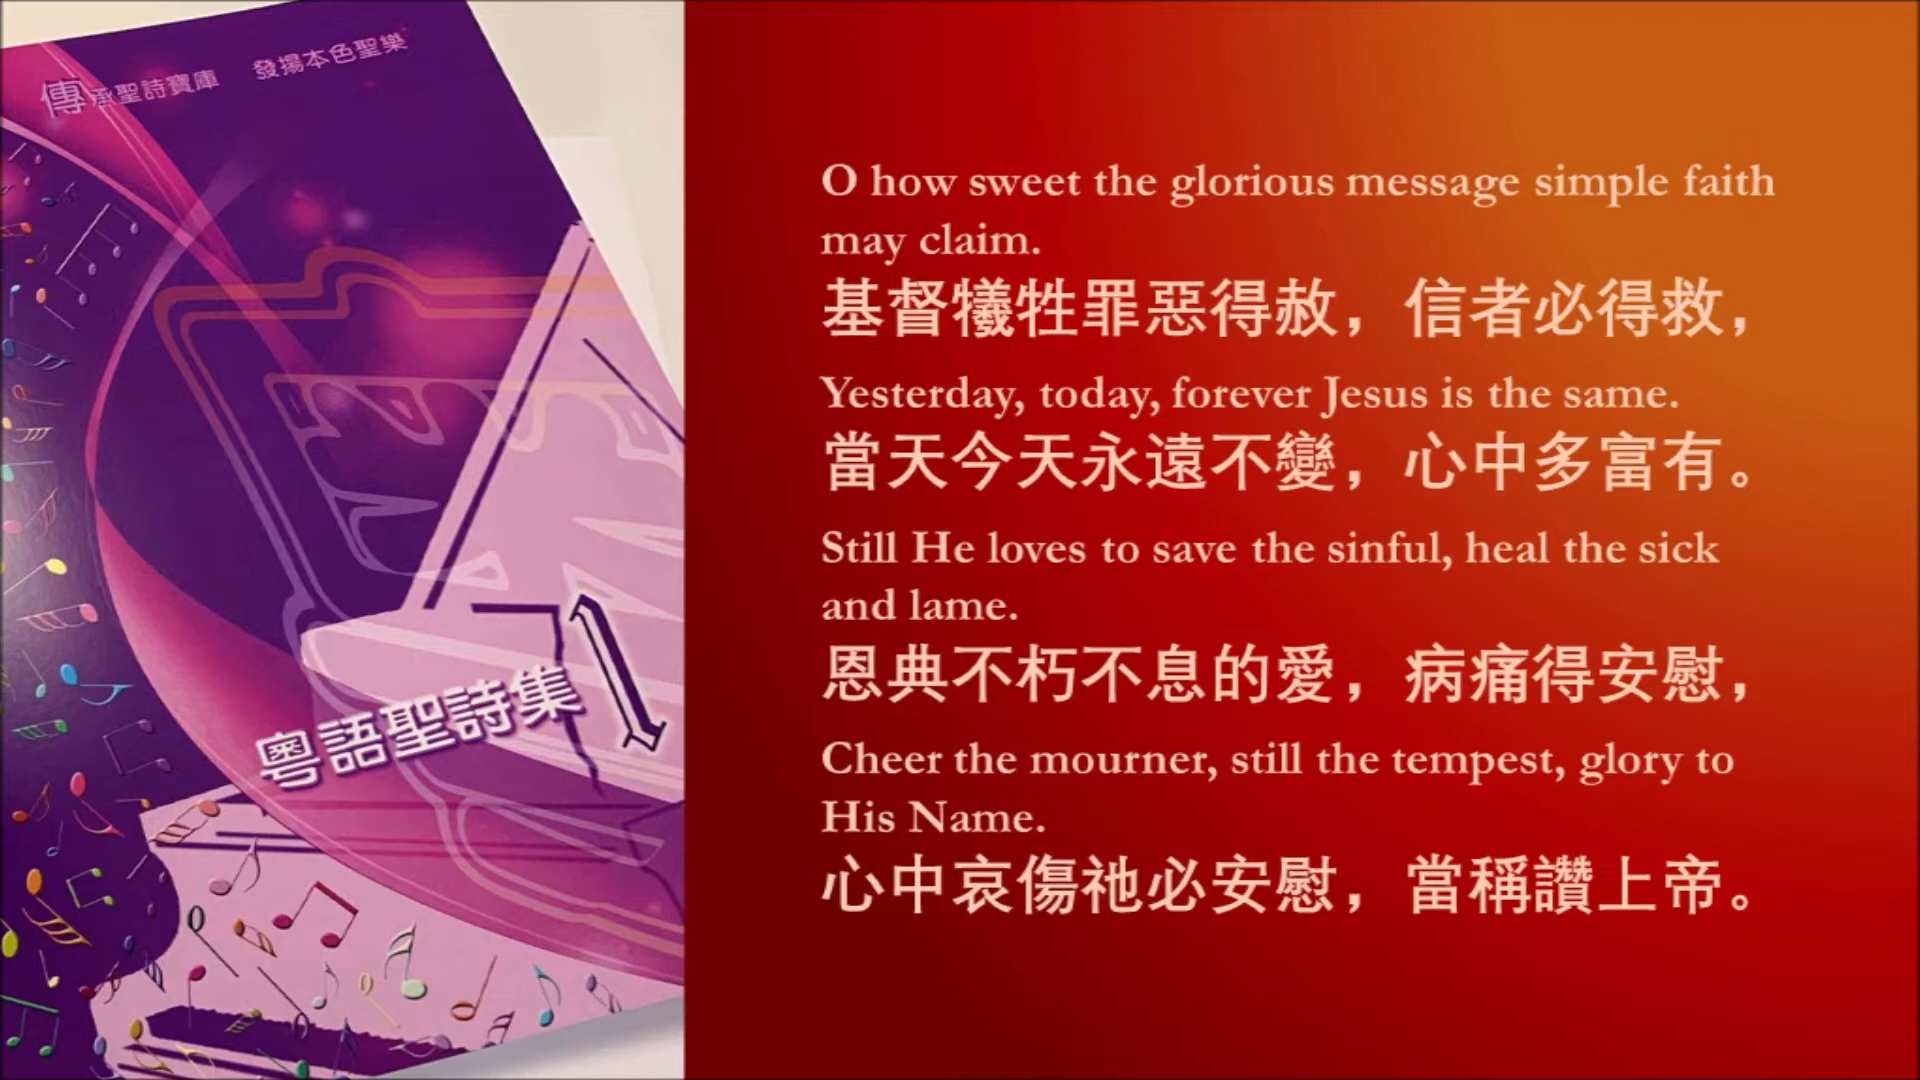 傳承聖詩寶庫 發揚本色聖樂
粵語聖詩集 1
O how sweet the glorious message simple faith
may claim.
基督犧牲罪惡得赦，信者必得救，
Yesterday, today, forever Jesus is the same.
當天今天永遠不變，心中多富有。
Still He loves to save the sinful, heal the sick
and lame.
恩典不朽不息的愛，病痛得安慰，
Cheer the mourner, still the tempest, glory to
His Name.
心中哀傷祂必安慰，當稱讚上帝。